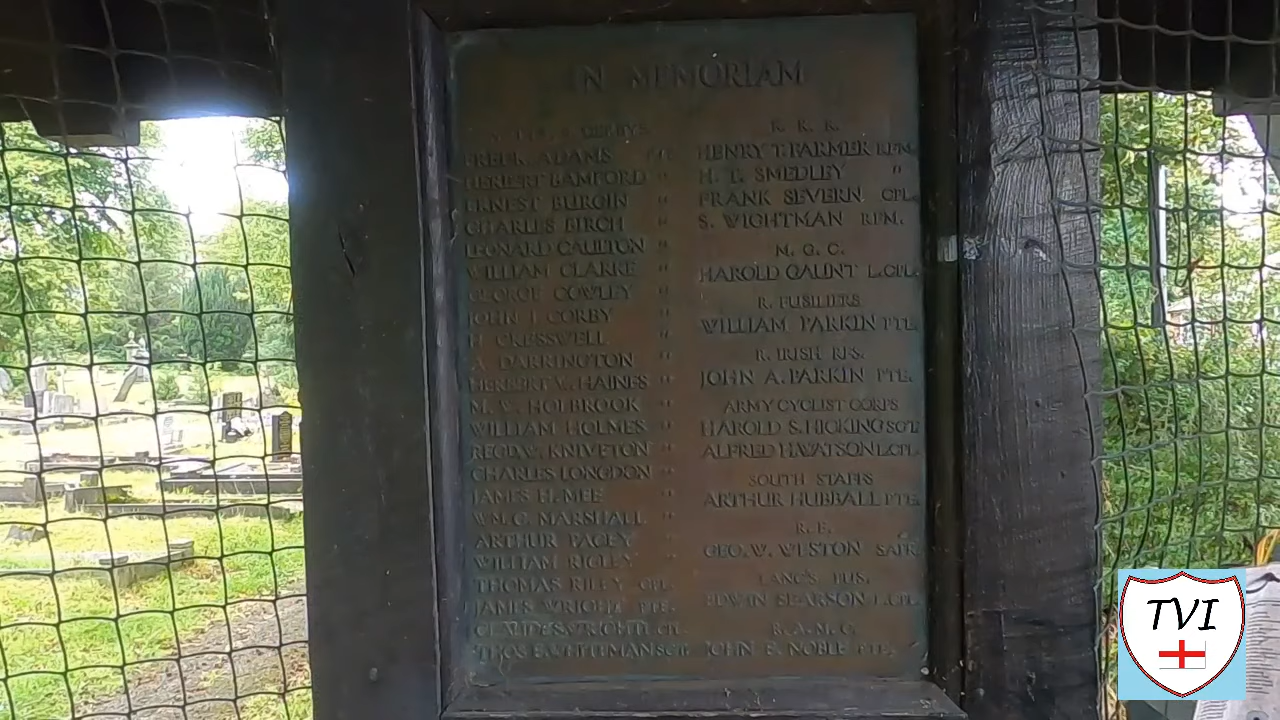 IN MEMORIAM
FREDK ADAMS PTE.
HERBERT BAMFORD "
ERNEST BURGIN "
CHARLES BIRCH "
LEONARD CAULTON "
WILLIAM CLARKE "
GEORGE COWLEY "
JOHN J CORBY "
H CRESSWELL "
A DARRINGTON "
HERBERT V. HAINES "
M. W. HOLBROOK "
WILLIAM HOLMES "
REGD. W. KNIVETON "
CHARLES LONGDON "
JAMES H. MEE "
WM. C. MARSHALL "
ARTHUR PACEY "
WILLIAM RIGLEY "
THOMAS RILEY CPL.
JAMES WRIGHT PTE.
WRIGHT CPL.
THOS SGT
K. R. R.
HENRY T. FARMER RFM.
H. T. SMEDLEY "
FRANK SEVERN CPL.
S. WIGHTMAN RFM.
M. G. C.
HAROLD GAUNT L.CPL.
R. FUSILIERS
WILLIAM PARKIN PTE.
R. IRISH RFS.
JOHN A. PARKIN PTE.
ARMY CYCLIST CORPS
HAROLD S. HICKING SGT
ALFRED H. WATSON L.CPL.
SOUTH STAFFS
ARTHUR HUBBALL PTE.
R. E.
GEO. W. WESTON SAPR.
LANC'S FUS.
EDWIN SEARSON L.CPL.
R. A. M. C.
JOHN E. NOBLE PTE.
TVI